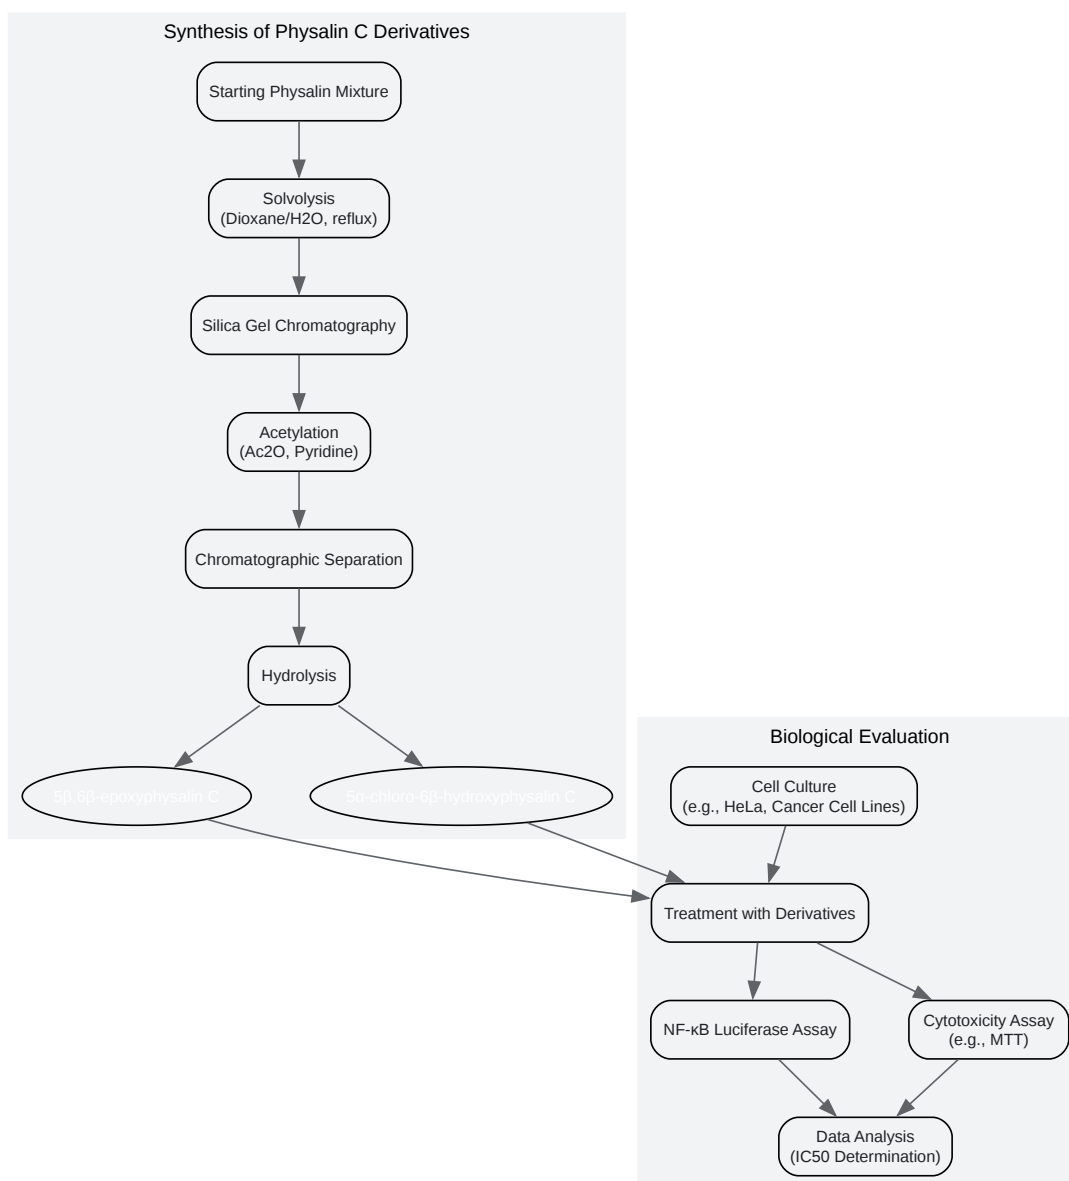 Synthesis of Physalin C Derivatives
Starting Physalin Mixture
Solvolysis
(Dioxane/H2O, reflux)
Silica Gel Chromatography
Acetylation
(Ac2O, Pyridine)
Chromatographic Separation
Hydrolysis
5β,6β-epoxyphysalin C
5α-chloro-6β-hydroxyphysalin C
Biological Evaluation
Cell Culture
(e.g., HeLa, Cancer Cell Lines)
Treatment with Derivatives
NF-κB Luciferase Assay
Cytotoxicity Assay
(e.g., MTT)
Data Analysis
(IC50 Determination)